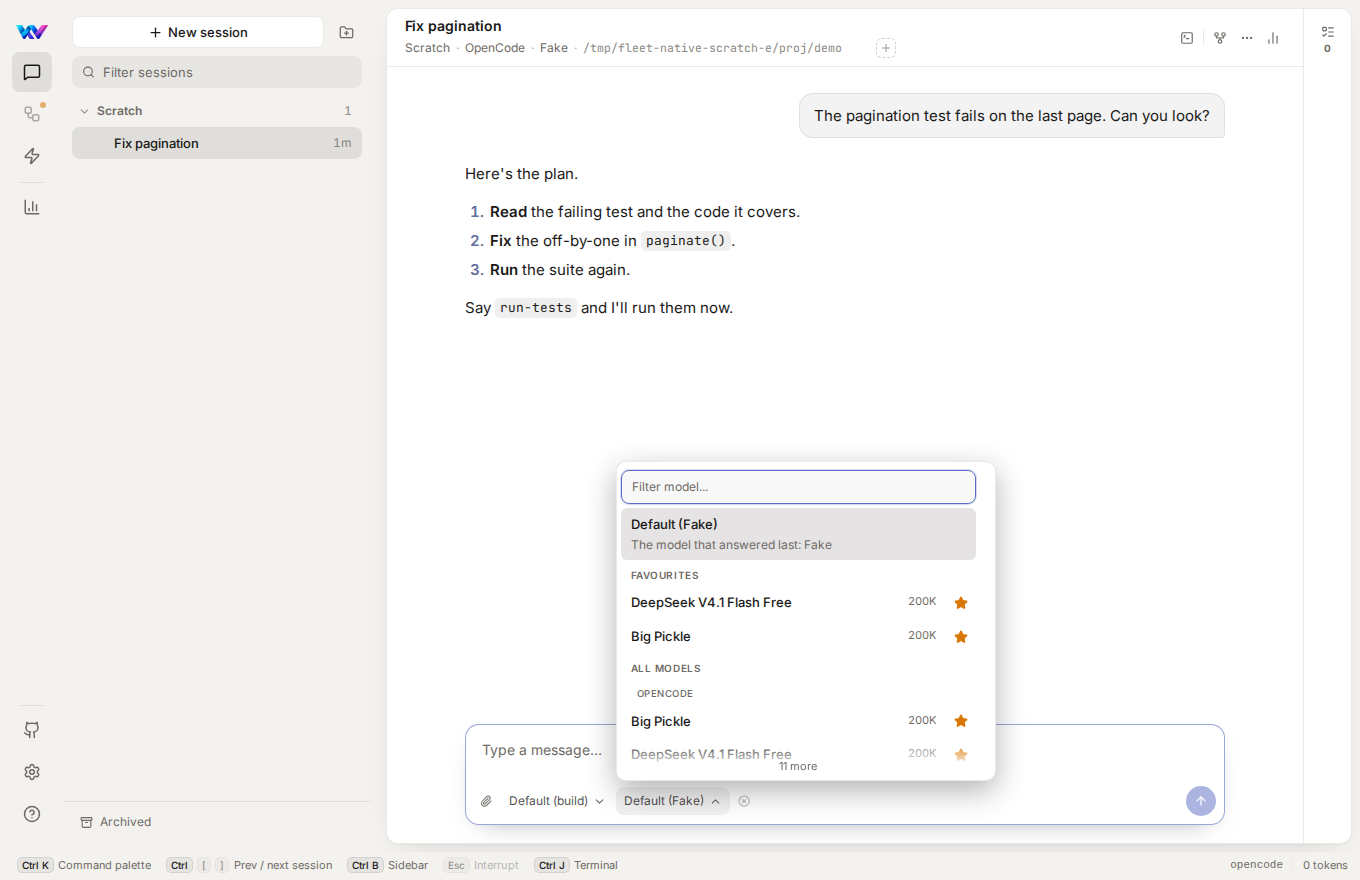 New session
Filter sessions
Scratch 1
Fix pagination 1m
Archived
Fix pagination
Scratch · OpenCode · Fake · /tmp/fleet-native-scratch-e/proj/demo
0
The pagination test fails on the last page. Can you look?
Here's the plan.
1. Read the failing test and the code it covers.
2. Fix the off-by-one in paginate().
3. Run the suite again.
Say run-tests and I'll run them now.
Filter model...
Default (Fake)
The model that answered last: Fake
FAVOURITES
DeepSeek V4.1 Flash Free 200K
Big Pickle 200K
ALL MODELS
OPENCODE
Big Pickle 200K
DeepSeek V4.1 Flash Free 200K
11 more
Type a message...
Default (build) Default (Fake)
Ctrl K Command palette Ctrl [ ] Prev / next session Ctrl B Sidebar Esc Interrupt Ctrl J Terminal opencode 0 tokens